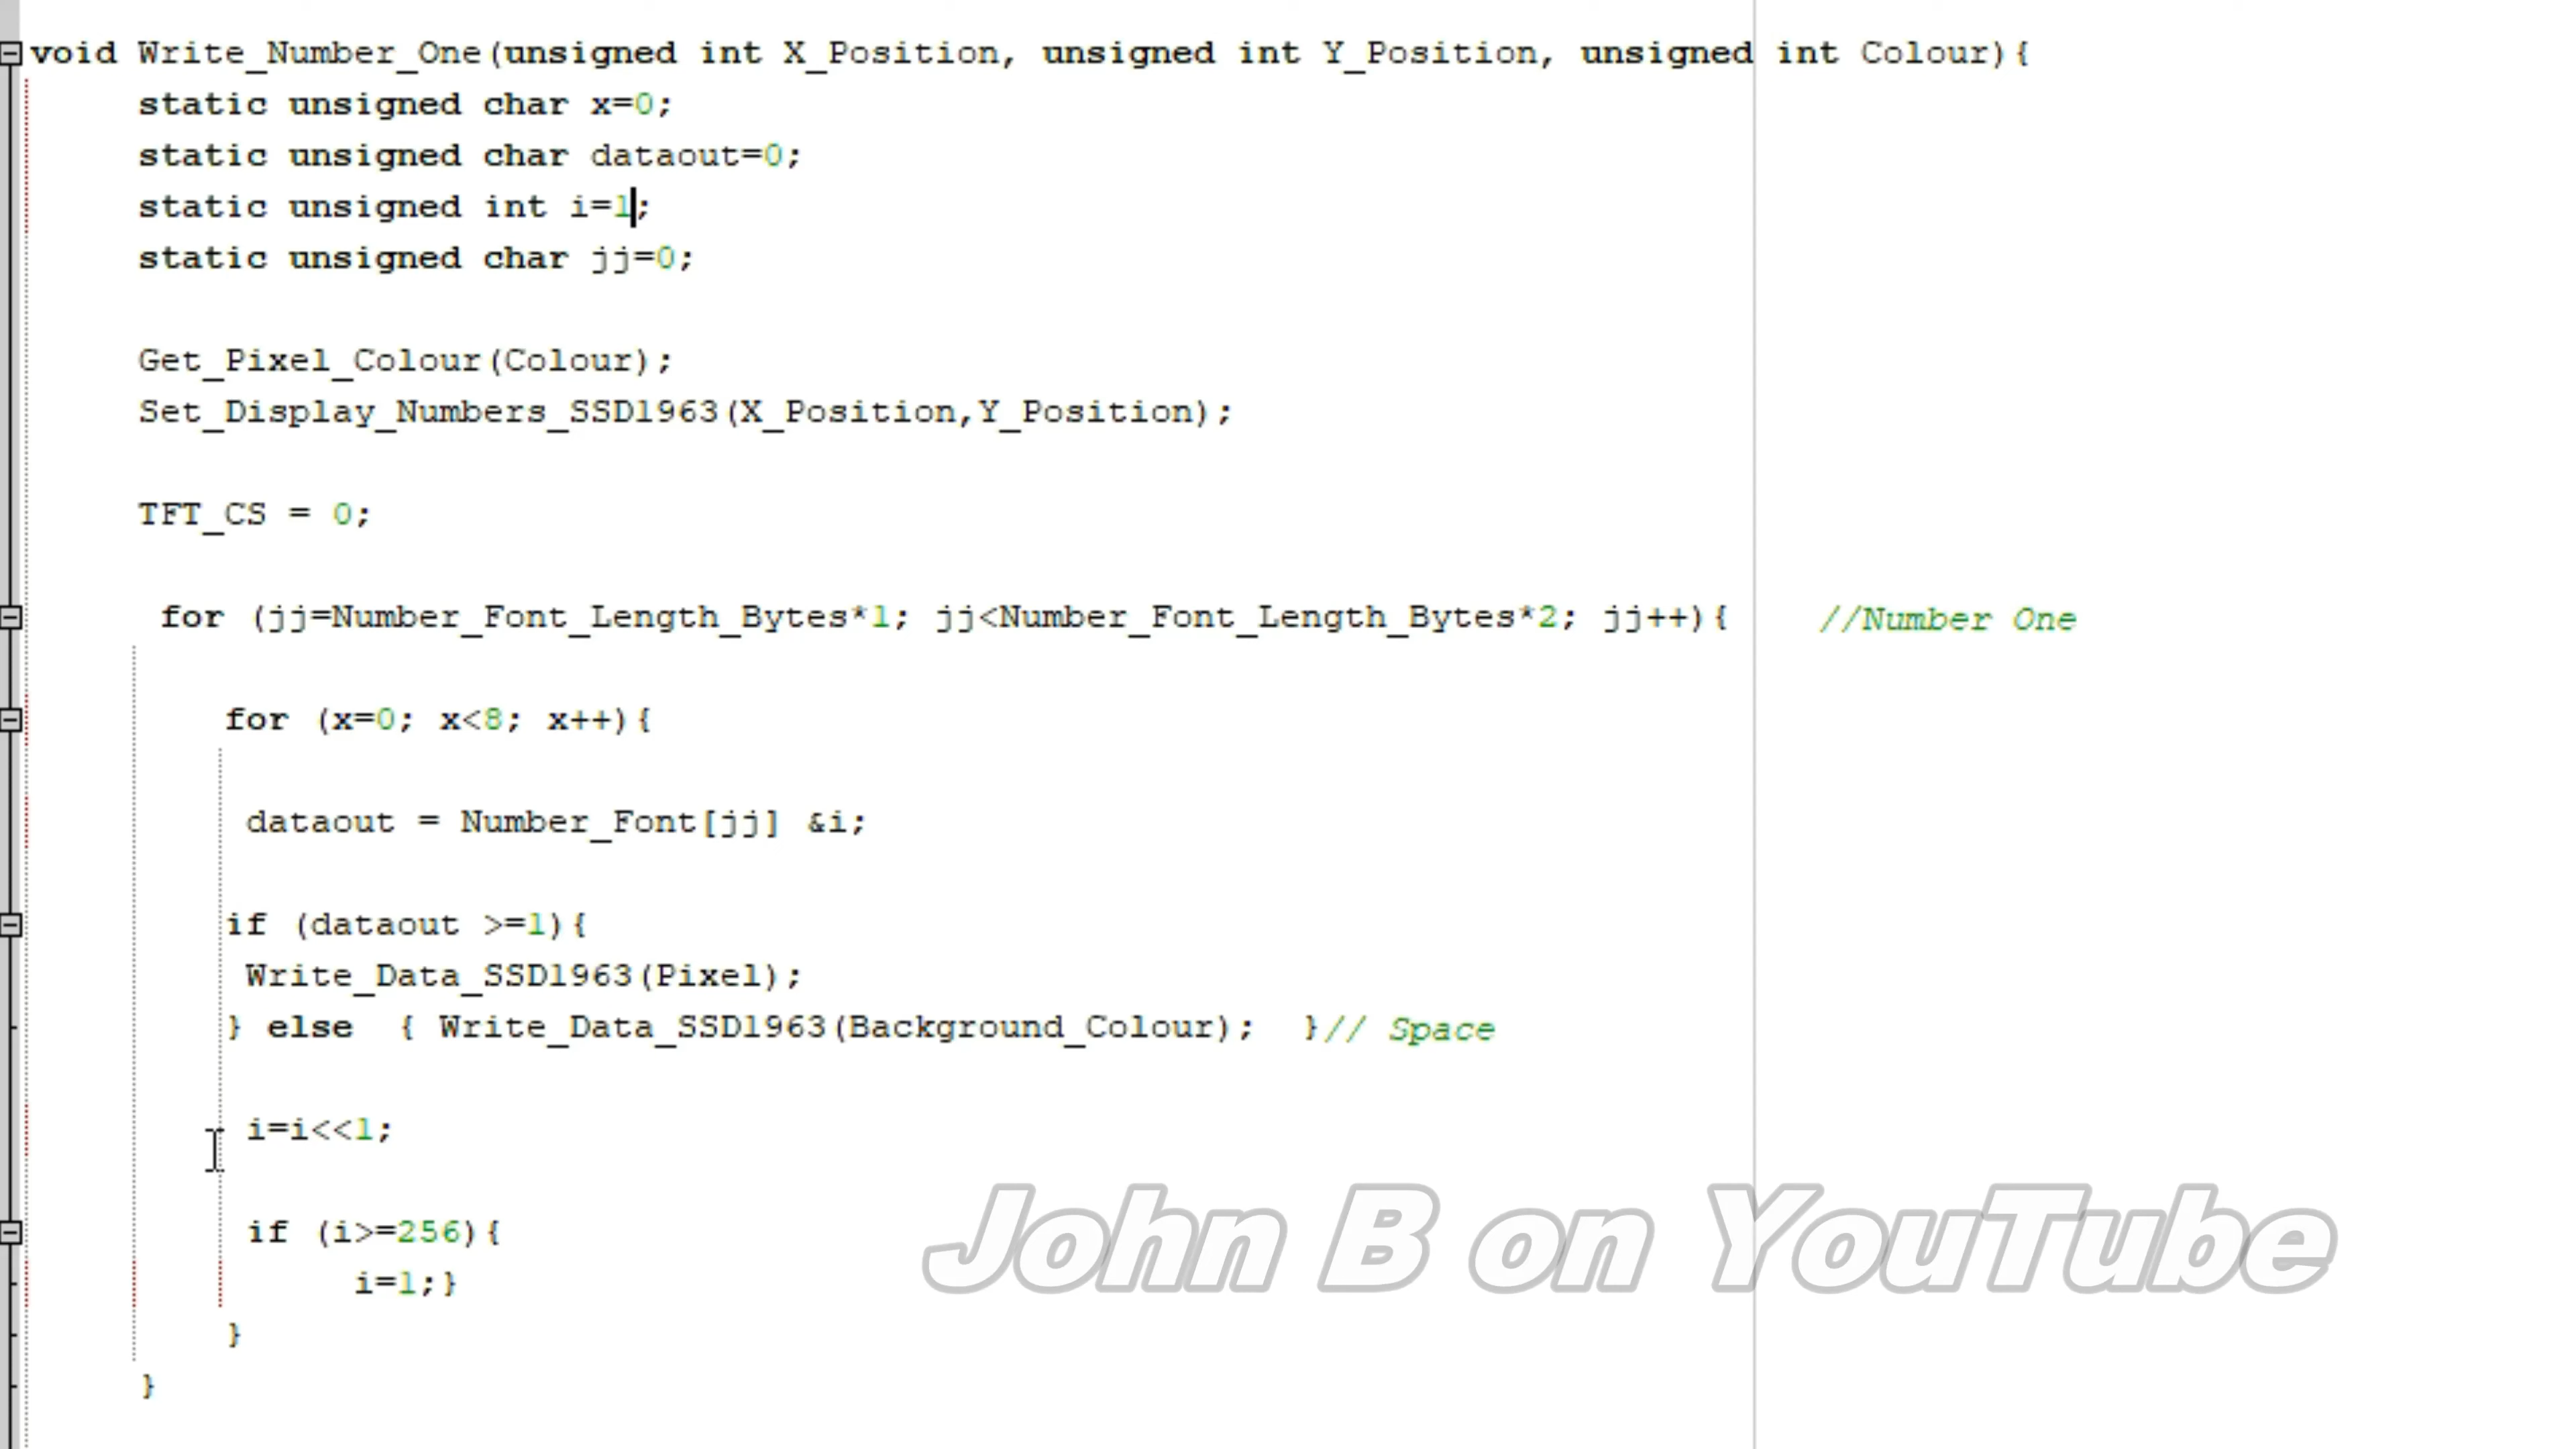 void Write_Number_One(unsigned int X_Position, unsigned int Y_Position, unsigned int Colour){
static unsigned char x=0;
static unsigned char dataout=0;
static unsigned int i=1;
static unsigned char jj=0;
Get_Pixel_Colour(Colour);
Set_Display_Numbers_SSD1963(X_Position,Y_Position);
TFT_CS = 0;
for (jj=Number_Font_Length_Bytes*1; jj<Number_Font_Length_Bytes*2; jj++){ //Number One
for (x=0; x<8; x++){
dataout = Number_Font[jj] &i;
if (dataout >=1){
Write_Data_SSD1963(Pixel);
} else { Write_Data_SSD1963(Background_Colour); }// Space
i=i<<1;
if (i>=256){
i=1;}
}
}
John B on YouTube